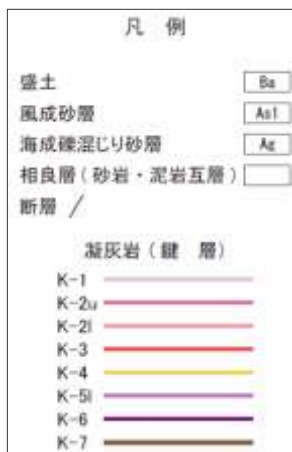 凡 例
盛土 Ba
風成砂層 As1
海成礫混じり砂層 Ag
相良層（砂岩・泥岩互層）
断層
凝灰岩（鍵 層）
K-1
K-2u
K-2l
K-3
K-4
K-5l
K-6
K-7